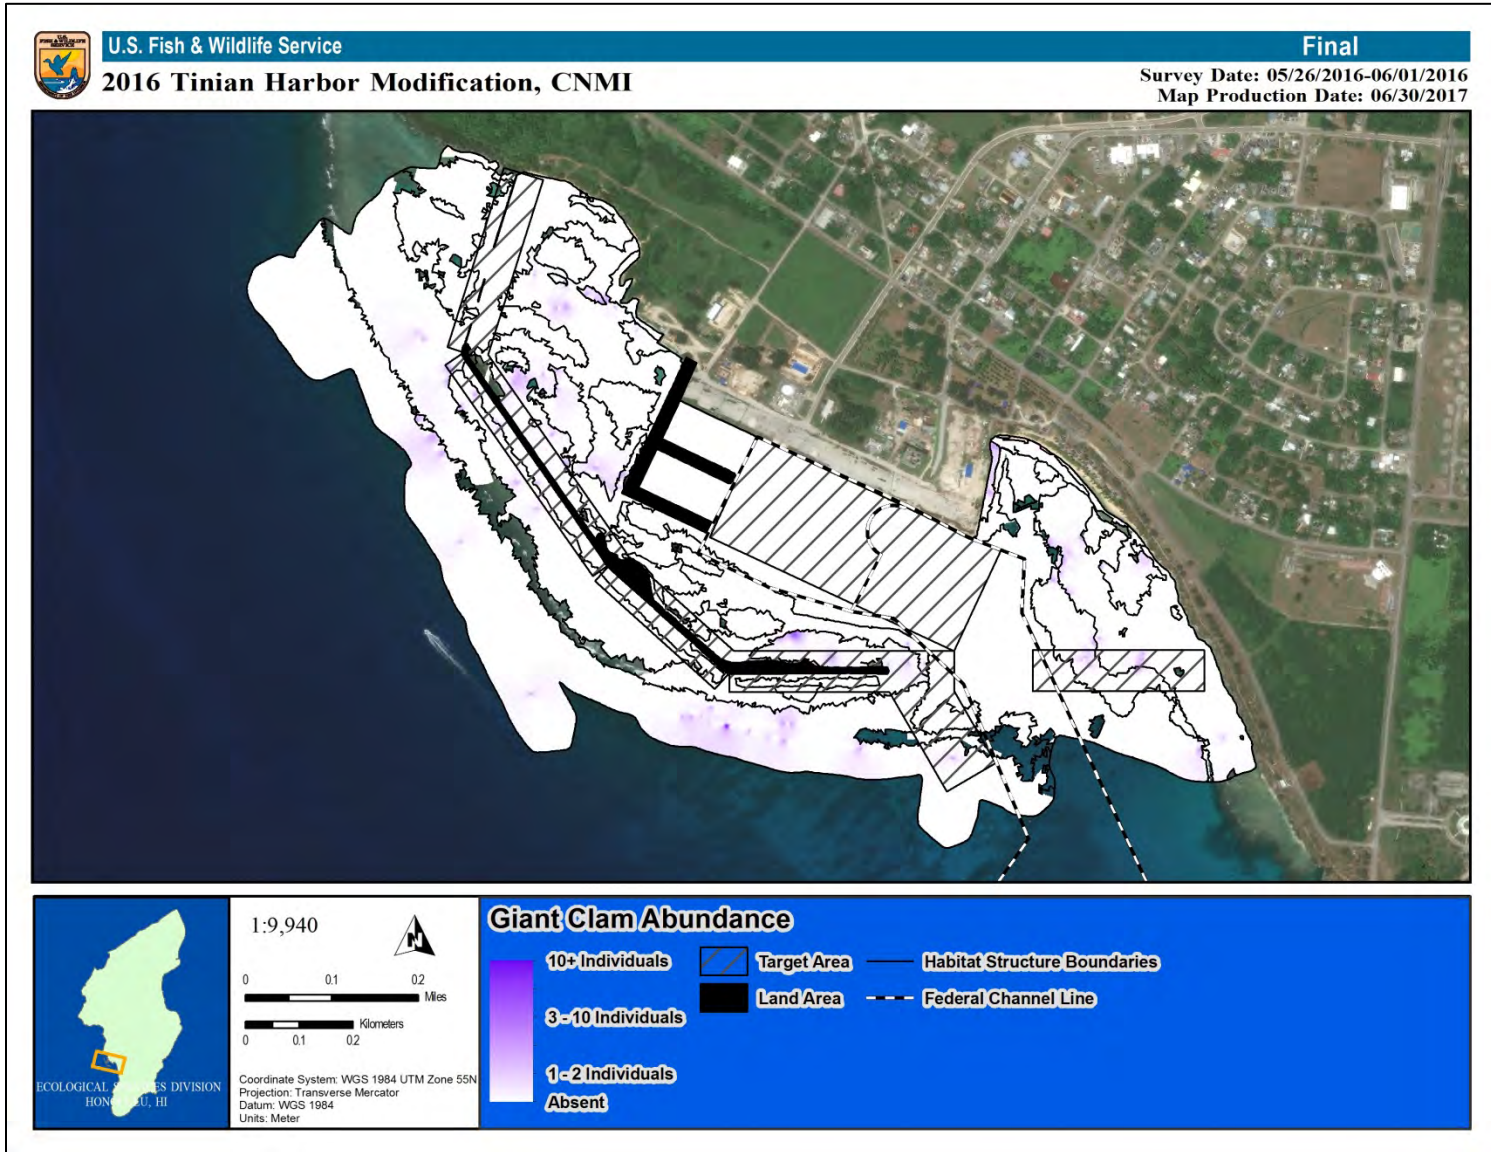 U.S.
FISH & WILDLIFE
SERVICE
U.S. Fish & Wildlife Service
Final
2016 Tinian Harbor Modification, CNMI
Survey Date: 05/26/2016-06/01/2016
Map Production Date: 06/30/2017
ECOLOGICAL DIVISION
HI
1:9,940
N
0 0.1 0.2
Miles
Kilometers
0 0.1 0.2
Coordinate System: WGS 1984 UTM Zone 55N
Projection: Transverse Mercator
Datum: WGS 1984
Units: Meter
Giant Clam Abundance
10+ Individuals
3 - 10 Individuals
1 - 2 Individuals
Absent
Target Area
Land Area
Habitat Structure Boundaries
Federal Channel Line